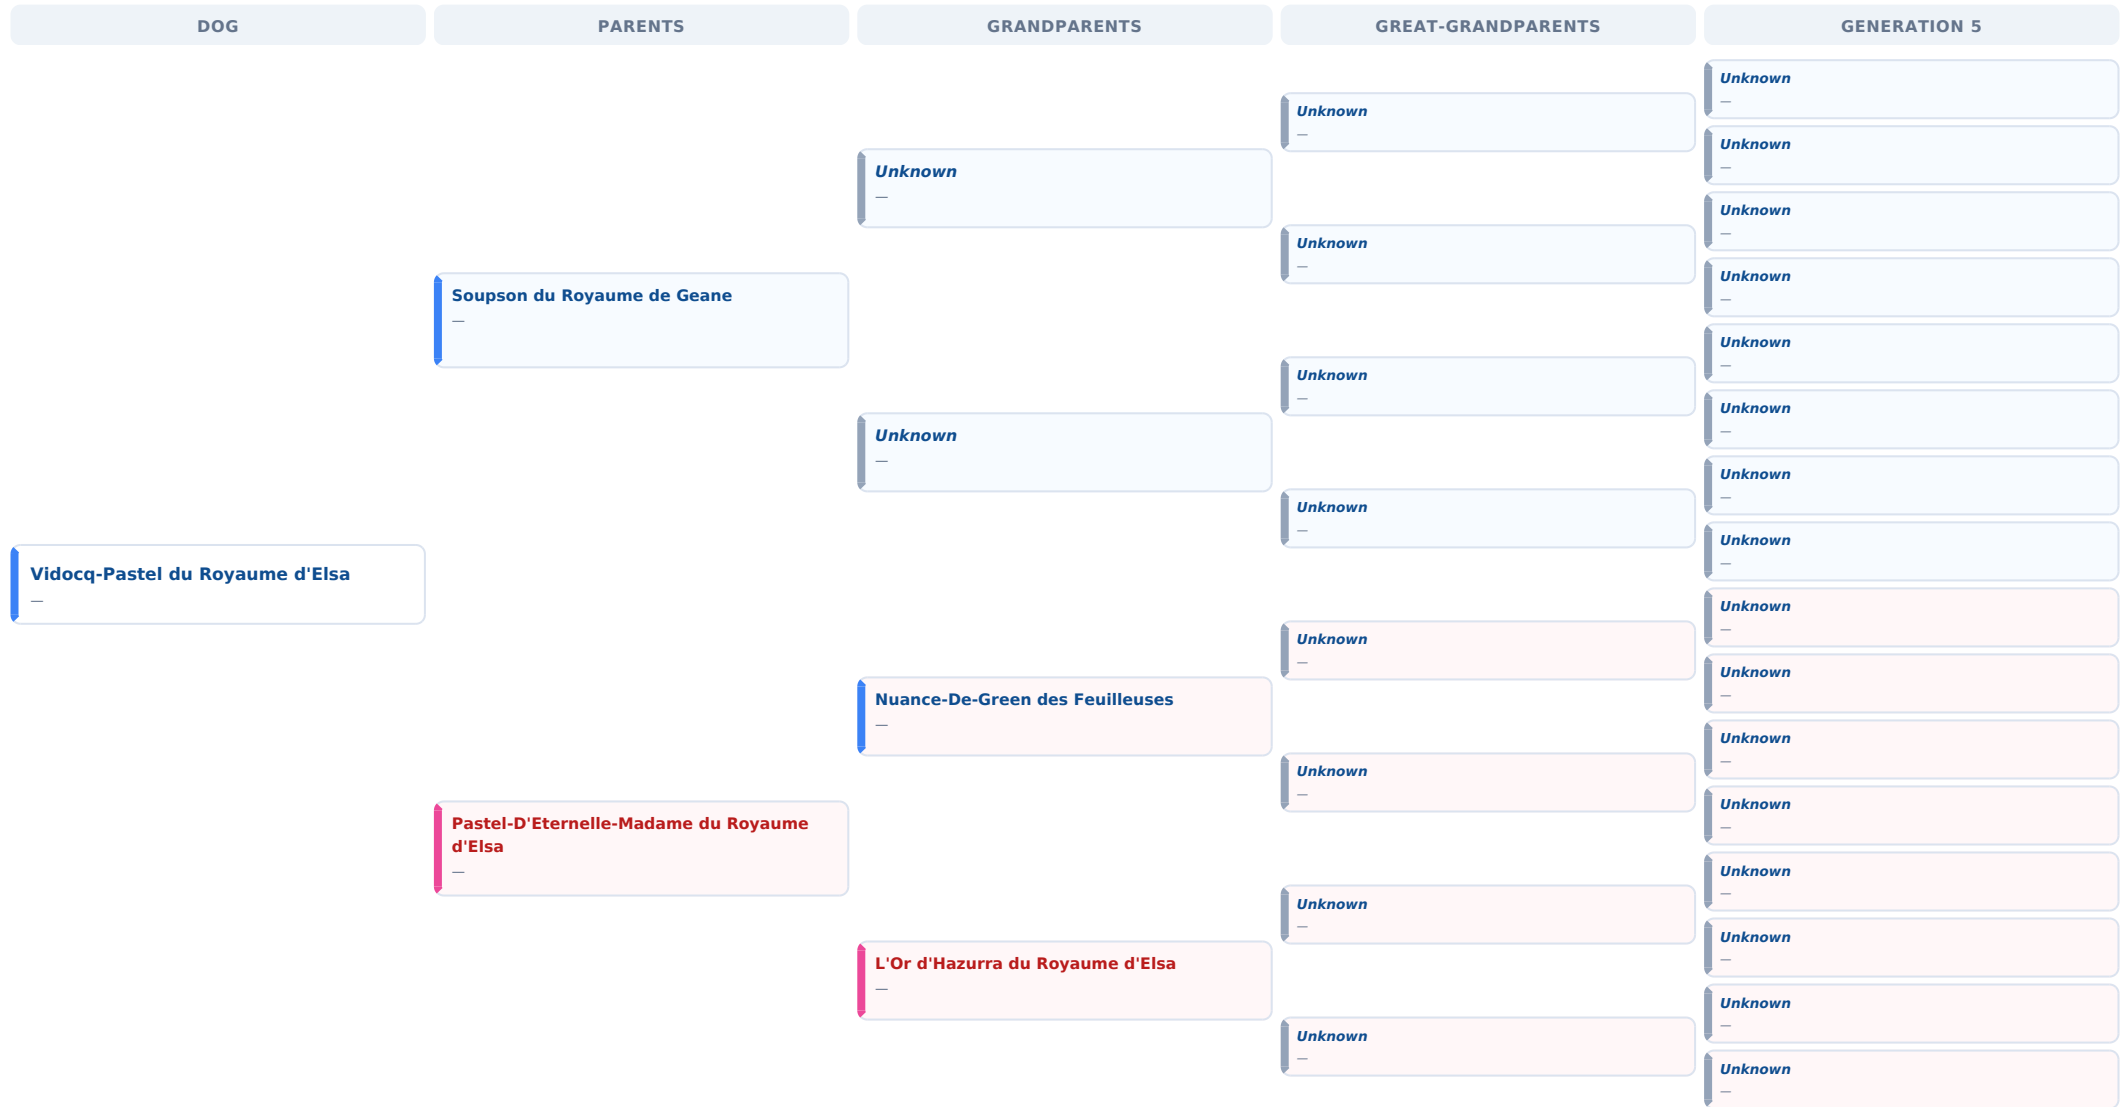 DOG
PARENTS
GRANDPARENTS
GREAT-GRANDPARENTS
GENERATION 5
Vidocq-Pastel du Royaume d'Elsa
—
Soupson du Royaume de Geane
—
Pastel-D'Eternelle-Madame du Royaume
d'Elsa
—
Unknown
—
Unknown
—
Nuance-De-Green des Feuilleuses
—
L'Or d'Hazurra du Royaume d'Elsa
—
Unknown
—
Unknown
—
Unknown
—
Unknown
—
Unknown
—
Unknown
—
Unknown
—
Unknown
—
Unknown
—
Unknown
—
Unknown
—
Unknown
—
Unknown
—
Unknown
—
Unknown
—
Unknown
—
Unknown
—
Unknown
—
Unknown
—
Unknown
—
Unknown
—
Unknown
—
Unknown
—
Unknown
—